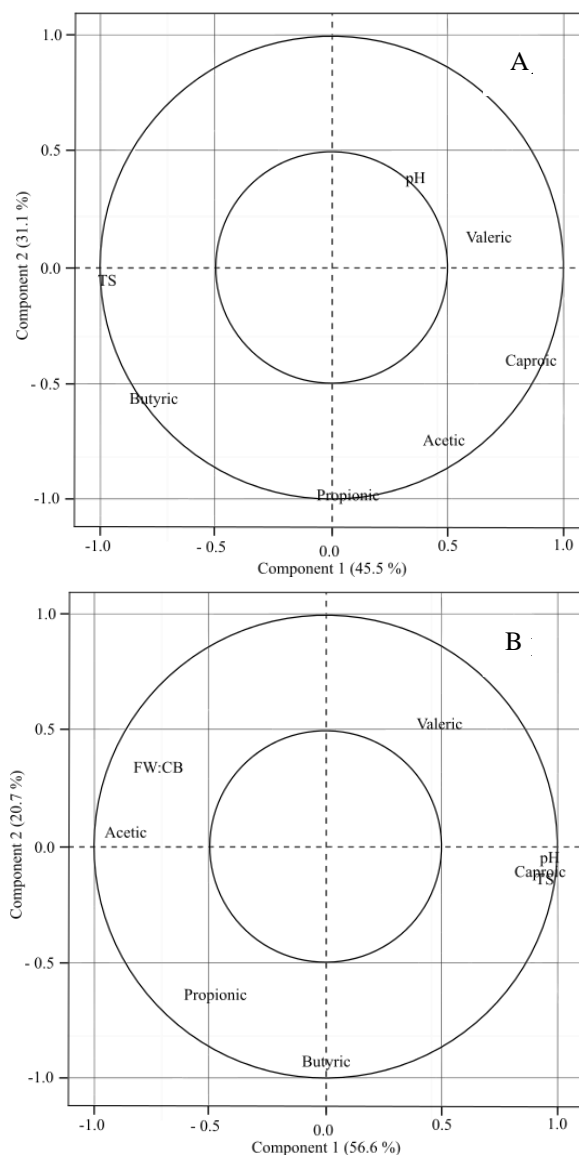 A
1.0
0.5
0.0
- 0.5
-1.0
Component 2 (31.1 %)
pH
Valeric
TS
Caproic
Butyric
Acetic
Propionic
-1.0
- 0.5
0.0
0.5
1.0
Component 1 (45.5 %)
B
1.0
0.5
0.0
- 0.5
-1.0
Component 2 (20.7 %)
Valeric
FW:CB
Acetic
pH
Caproic
TS
Propionic
Butyric
-1.0
- 0.5
0.0
0.5
1.0
Component 1 (56.6 %)